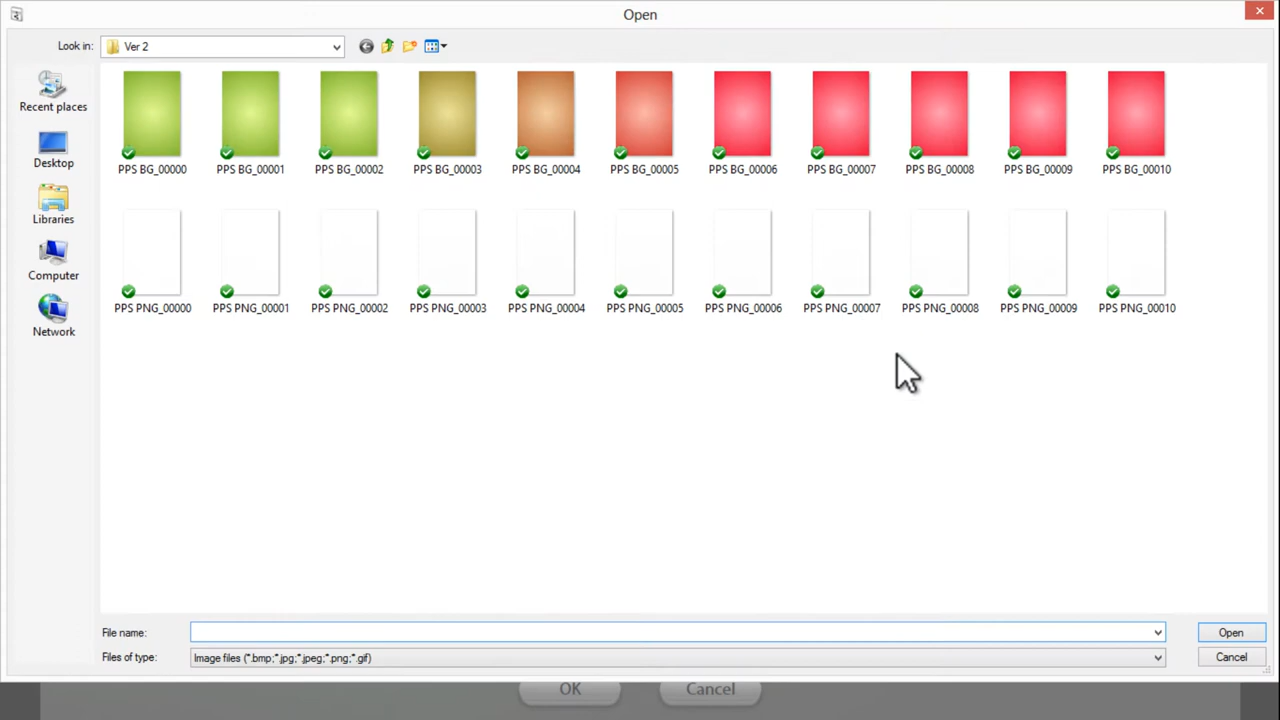 Open
Look in: Ver 2
Recent places
Desktop
Libraries
Computer
Network
PPS BG_00000 PPS BG_00001 PPS BG_00002 PPS BG_00003 PPS BG_00004 PPS BG_00005 PPS BG_00006 PPS BG_00007 PPS BG_00008 PPS BG_00009 PPS BG_00010
PPS PNG_00000 PPS PNG_00001 PPS PNG_00002 PPS PNG_00003 PPS PNG_00004 PPS PNG_00005 PPS PNG_00006 PPS PNG_00007 PPS PNG_00008 PPS PNG_00009 PPS PNG_00010
File name: Open
Files of type: Image files (*.bmp;*.jpg;*.jpeg;*.png;*.gif) Cancel
OK Cancel